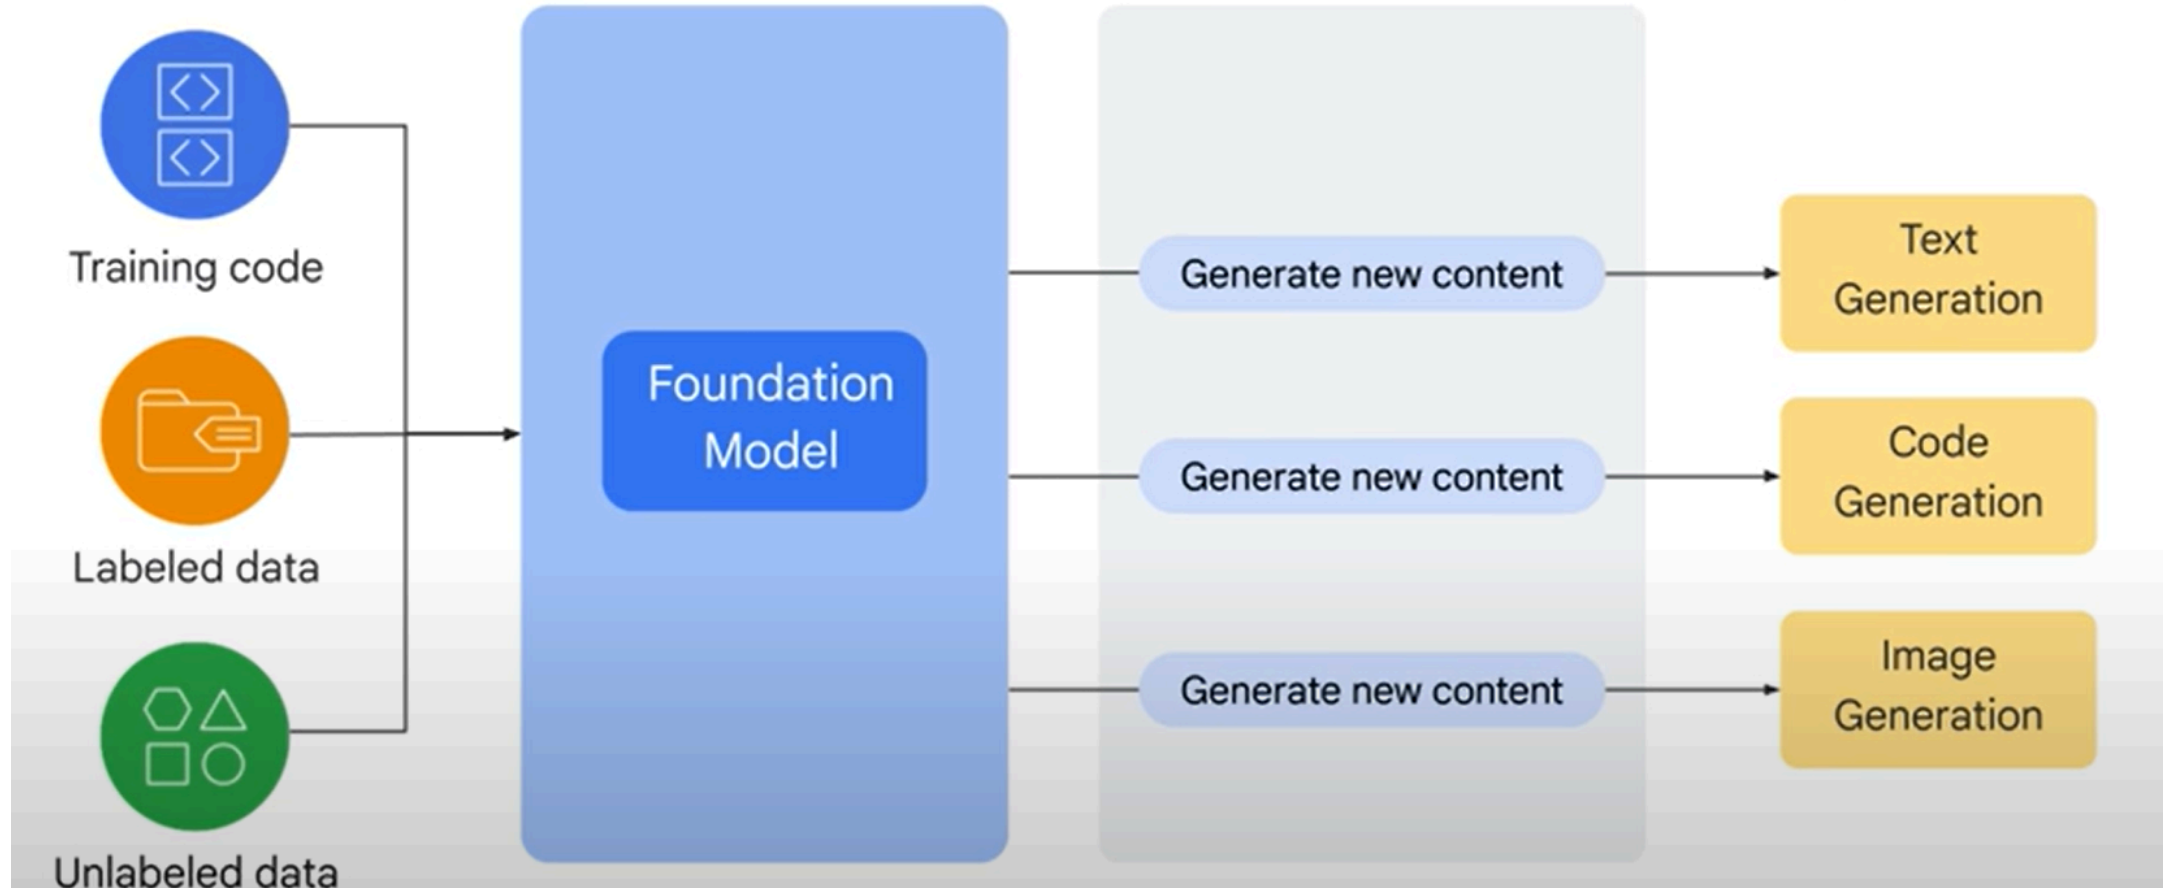 Training code
Labeled data
Unlabeled data
Foundation
Model
Generate new content
Generate new content
Generate new content
Text
Generation
Code
Generation
Image
Generation